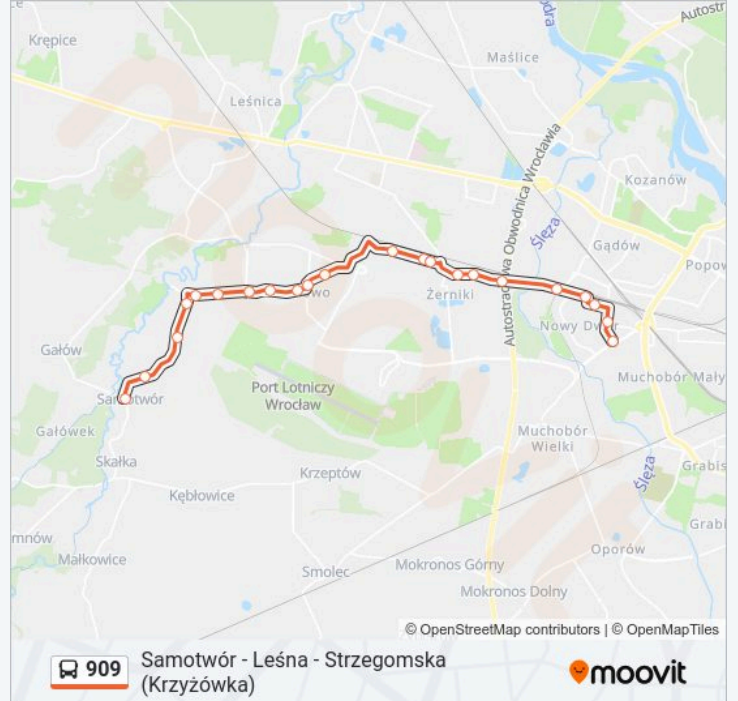 Autostr
Krępice
Maślice
odra
Leśnica
Autostradowa Obwodnica Wrocławia
Kozanów
Ślęza
Gądów
Popow
Żerniki
Nowy Dwór
Gałów
Port Lotniczy
Wrocław
Muchobór Mały
Samotwór
Gałówek
Muchobór
Wielki
Skałka
Krzeptów
Ślęza
Grabis
Kębłowice
Grabi
mnów
Oporów
Małkowice
Smolec
Mokronos Górny
Mokronos Dolny
© OpenStreetMap contributors | © OpenMapTiles
909
Samotwór - Leśna - Strzegomska
(Krzyżówka)
moovit